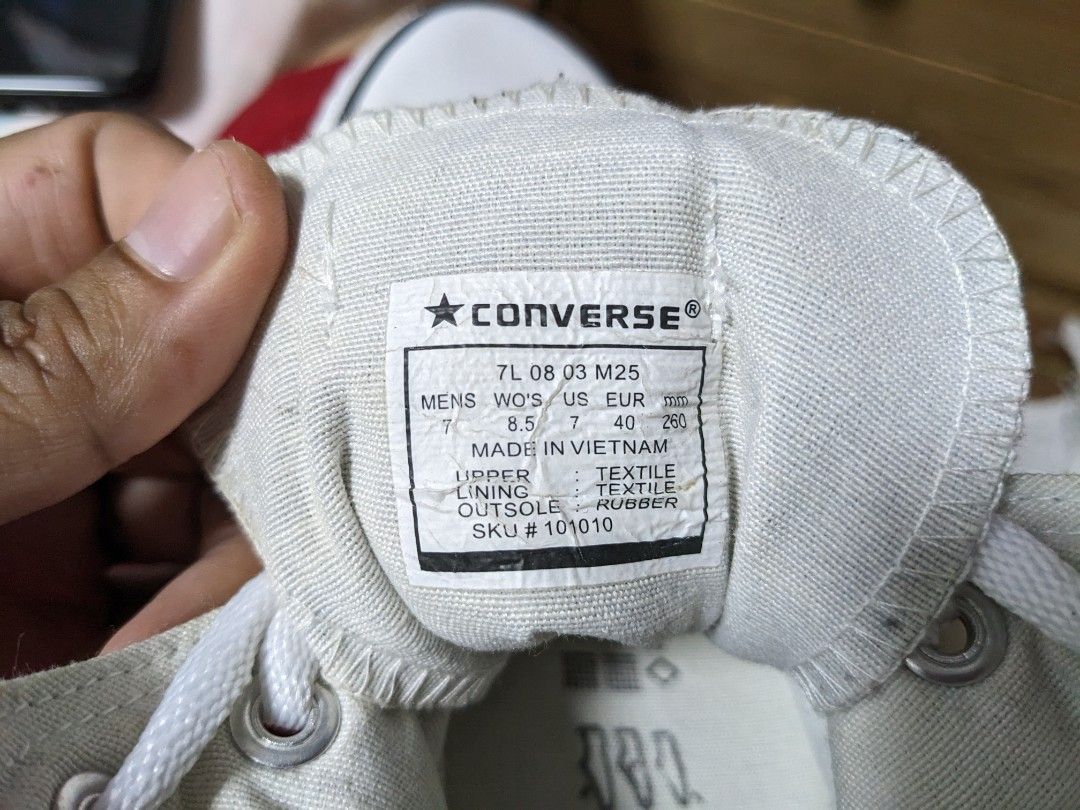 ★CONVERSE®
7L 08 03 M25
MENS WO'S US EUR mm
7 8.5 7 40 260
MADE IN VIETNAM
UPPER : TEXTILE
LINING : TEXTILE
OUTSOLE : RUBBER
SKU # 101010